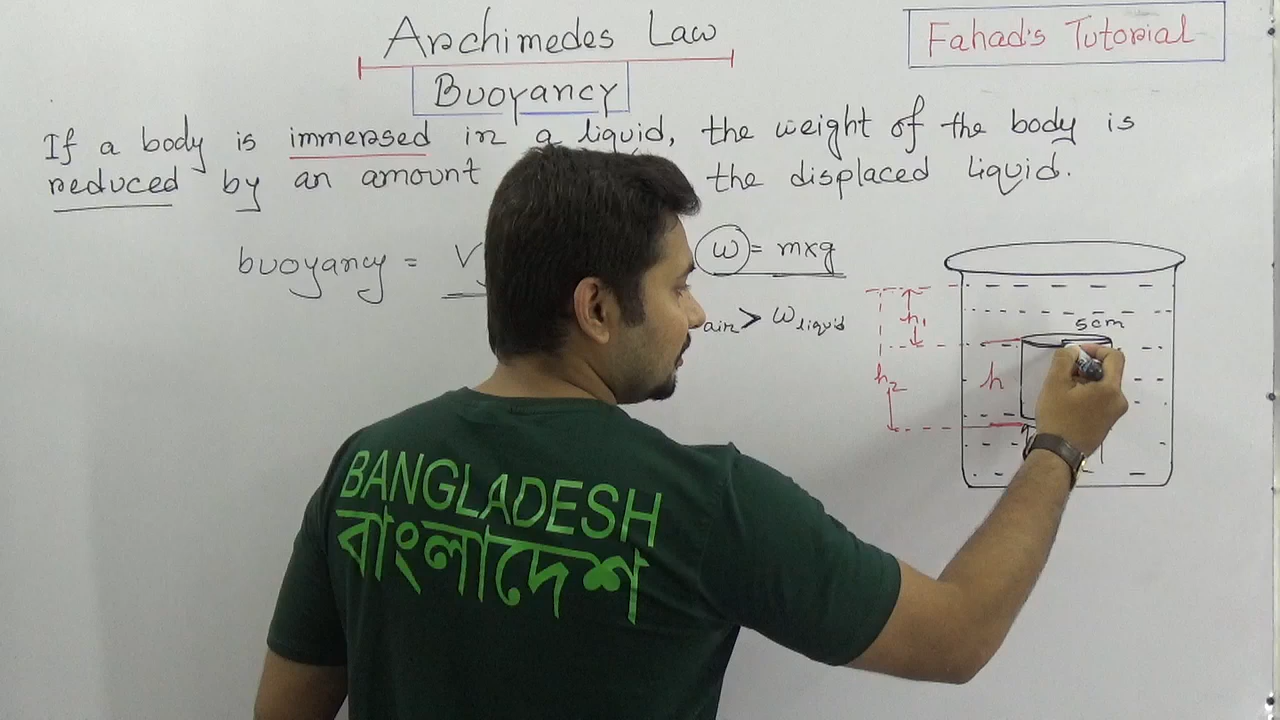 Archimedes Law
Fahad's Tutorial
Buoyancy
If a body is immersed in a liquid, the weight of the body is
reduced by an amount the displaced liquid.
buoyancy = V
w = m×g
air > w liquid
h₁
5cm
h
h₂
BANGLADESH
বাংলাদেশ